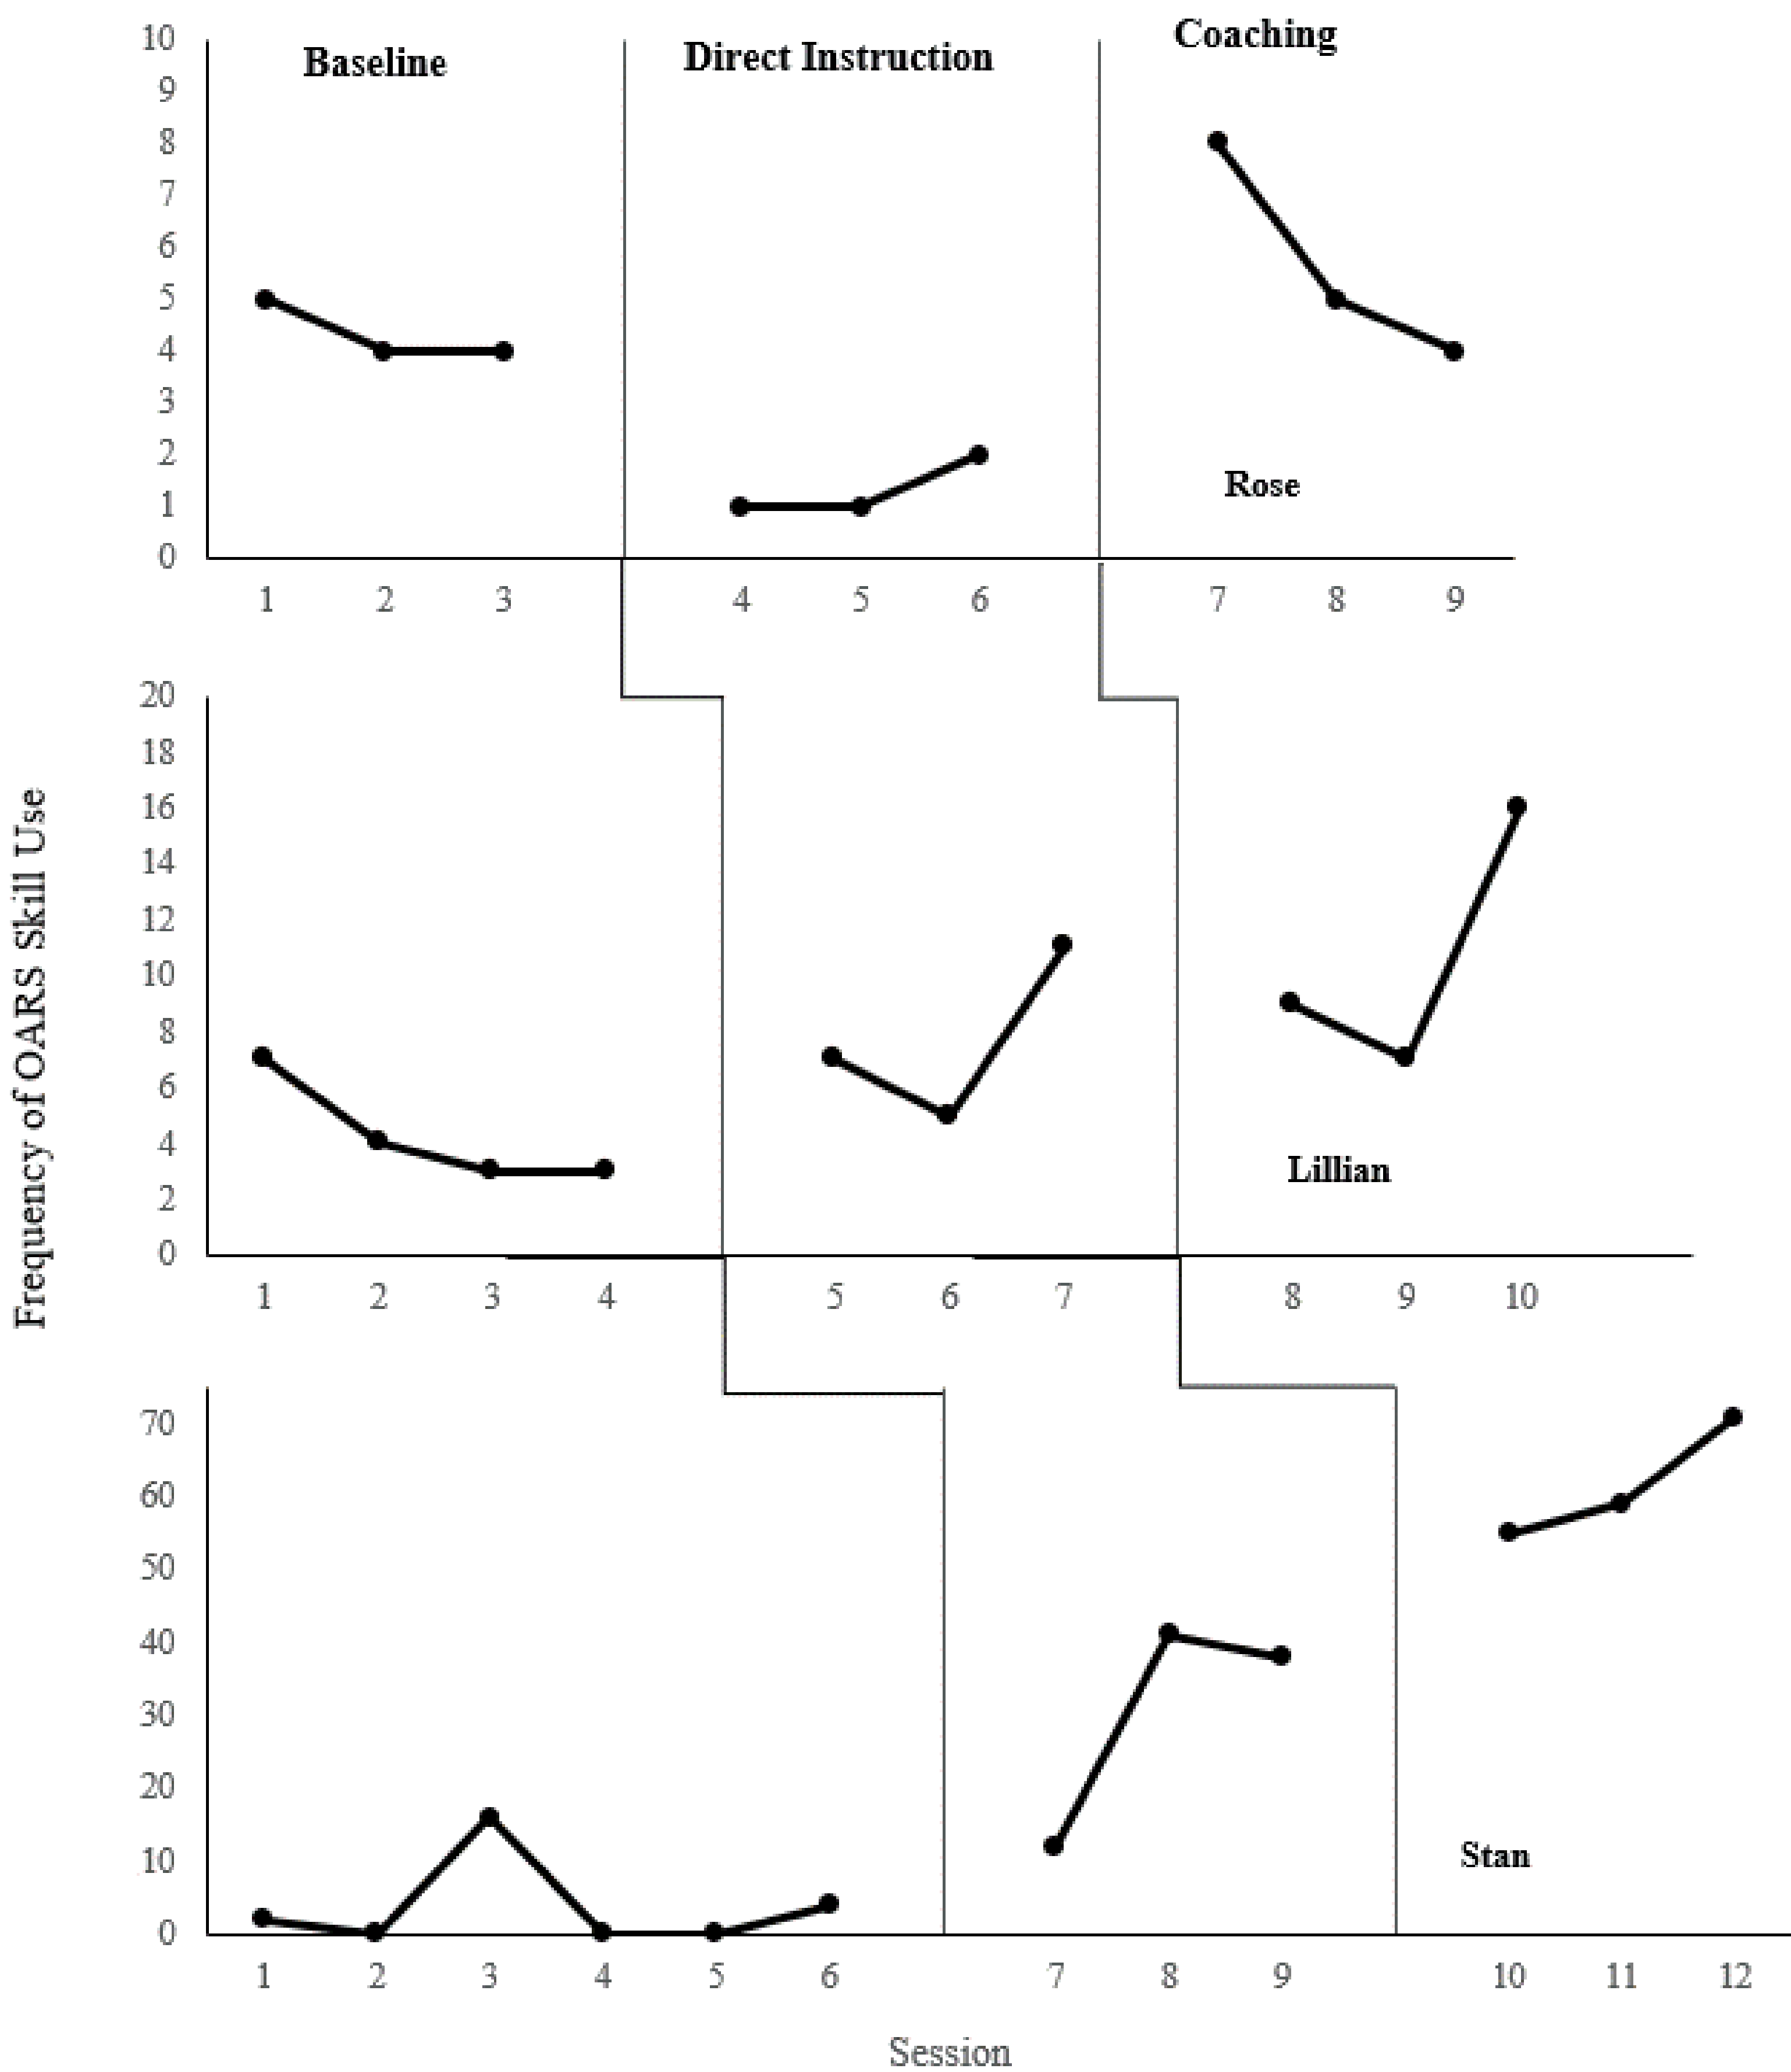 Baseline
Direct Instruction
Coaching
10
9
8
7
6
5
4
3
2
1
0
Rose
1 2 3 4 5 6 7 8 9
Frequency of OARS Skill Use
20
18
16
14
12
10
8
6
4
2
0
Lillian
1 2 3 4 5 6 7 8 9 10
70
60
50
40
30
20
10
0
Stan
1 2 3 4 5 6 7 8 9 10 11 12
Session